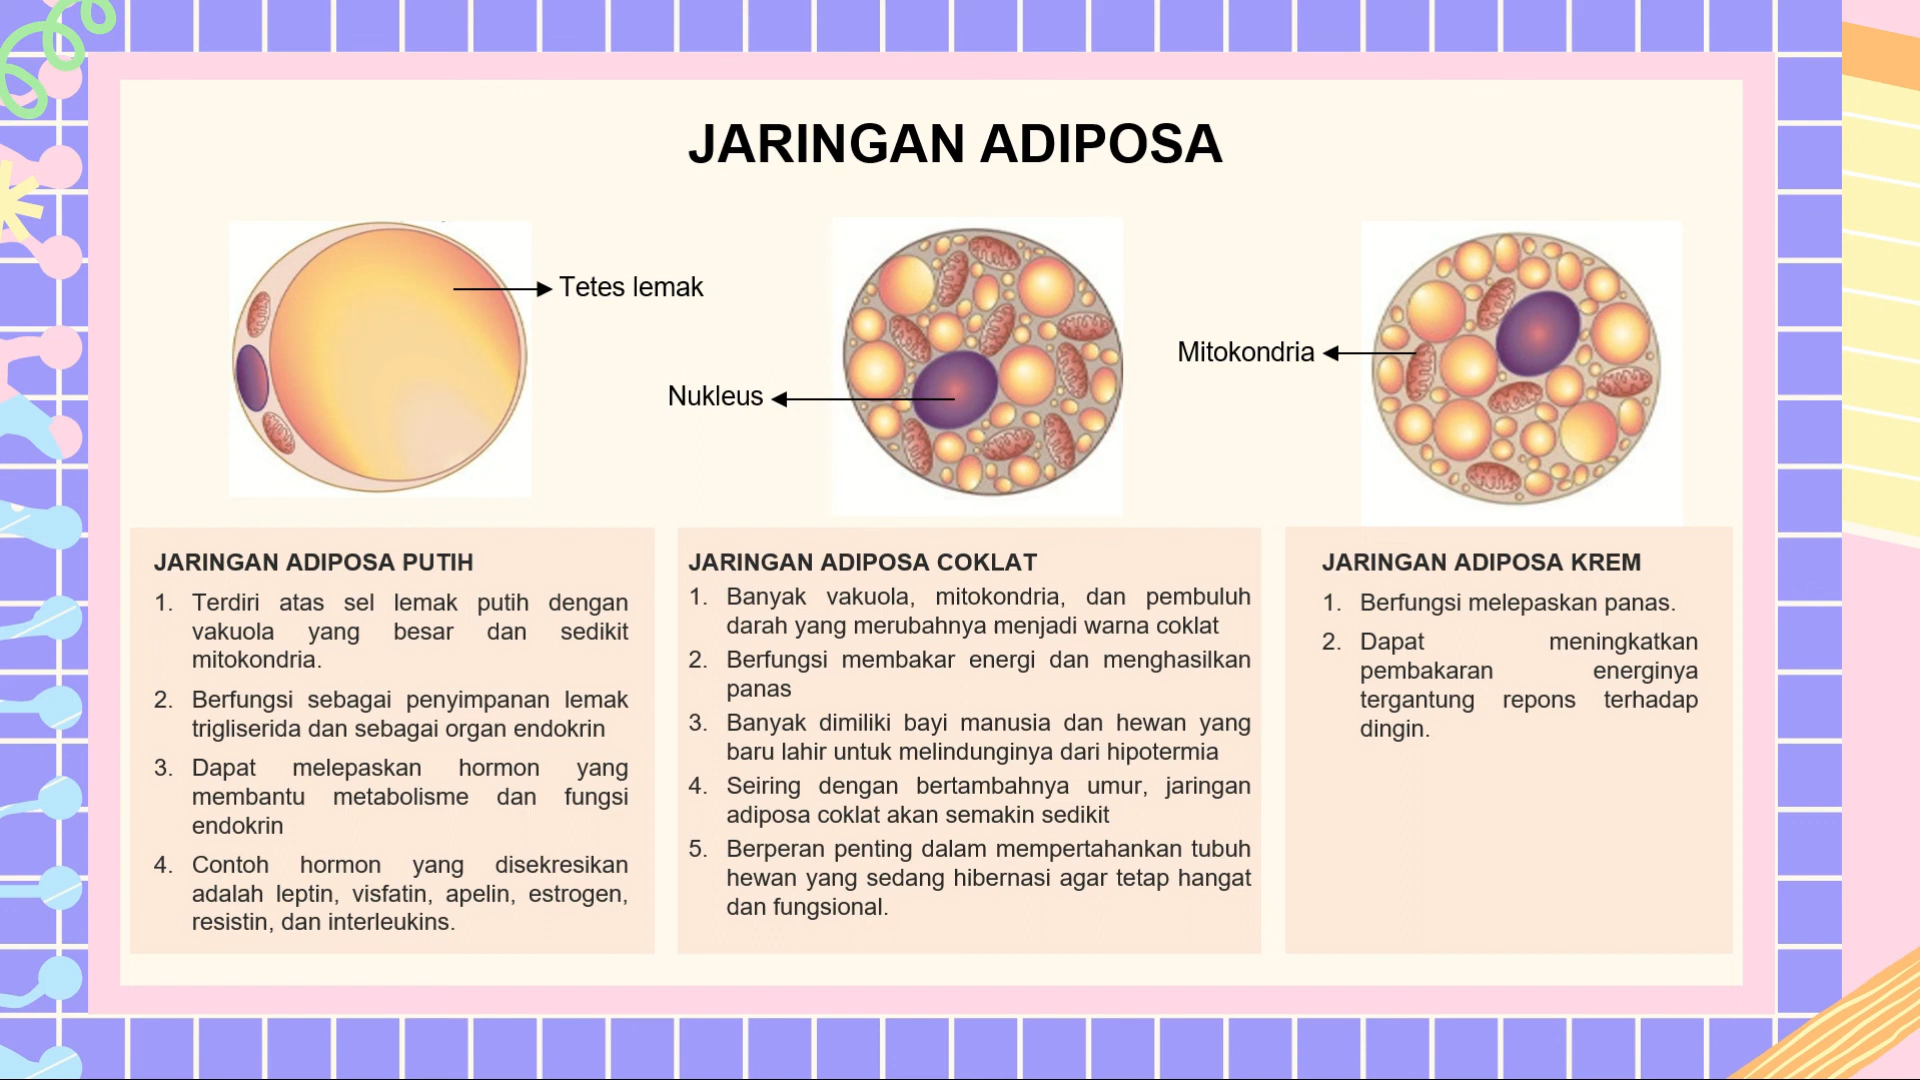 JARINGAN ADIPOSA
Tetes lemak
Nukleus
Mitokondria
JARINGAN ADIPOSA PUTIH
1. Terdiri atas sel lemak putih dengan
vakuola yang besar dan sedikit
mitokondria.
2. Berfungsi sebagai penyimpanan lemak
trigliserida dan sebagai organ endokrin
3. Dapat melepaskan hormon yang
membantu metabolisme dan fungsi
endokrin
4. Contoh hormon yang disekresikan
adalah leptin, visfatin, apelin, estrogen,
resistin, dan interleukins.
JARINGAN ADIPOSA COKLAT
1. Banyak vakuola, mitokondria, dan pembuluh
darah yang merubahnya menjadi warna coklat
2. Berfungsi membakar energi dan menghasilkan
panas
3. Banyak dimiliki bayi manusia dan hewan yang
baru lahir untuk melindunginya dari hipotermia
4. Seiring dengan bertambahnya umur, jaringan
adiposa coklat akan semakin sedikit
5. Berperan penting dalam mempertahankan tubuh
hewan yang sedang hibernasi agar tetap hangat
dan fungsional.
JARINGAN ADIPOSA KREM
1. Berfungsi melepaskan panas.
2. Dapat meningkatkan
pembakaran energinya
tergantung repons terhadap
dingin.